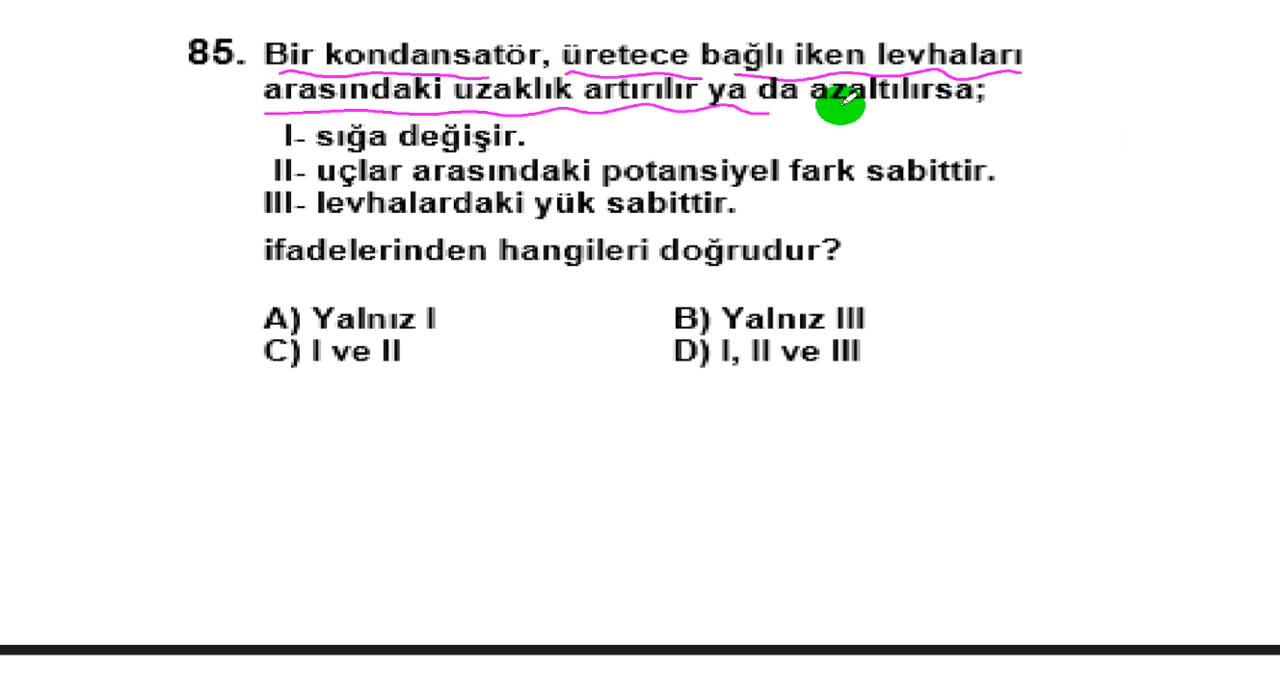 85. Bir kondansatör, üretece bağlı iken levhaları
arasındaki uzaklık artırılır ya da azaltılırsa;
I- sığa değişir.
II- uçlar arasındaki potansiyel fark sabittir.
III- levhalardaki yük sabittir.
ifadelerinden hangileri doğrudur?
A) Yalnız I
B) Yalnız III
C) I ve II
D) I, II ve III